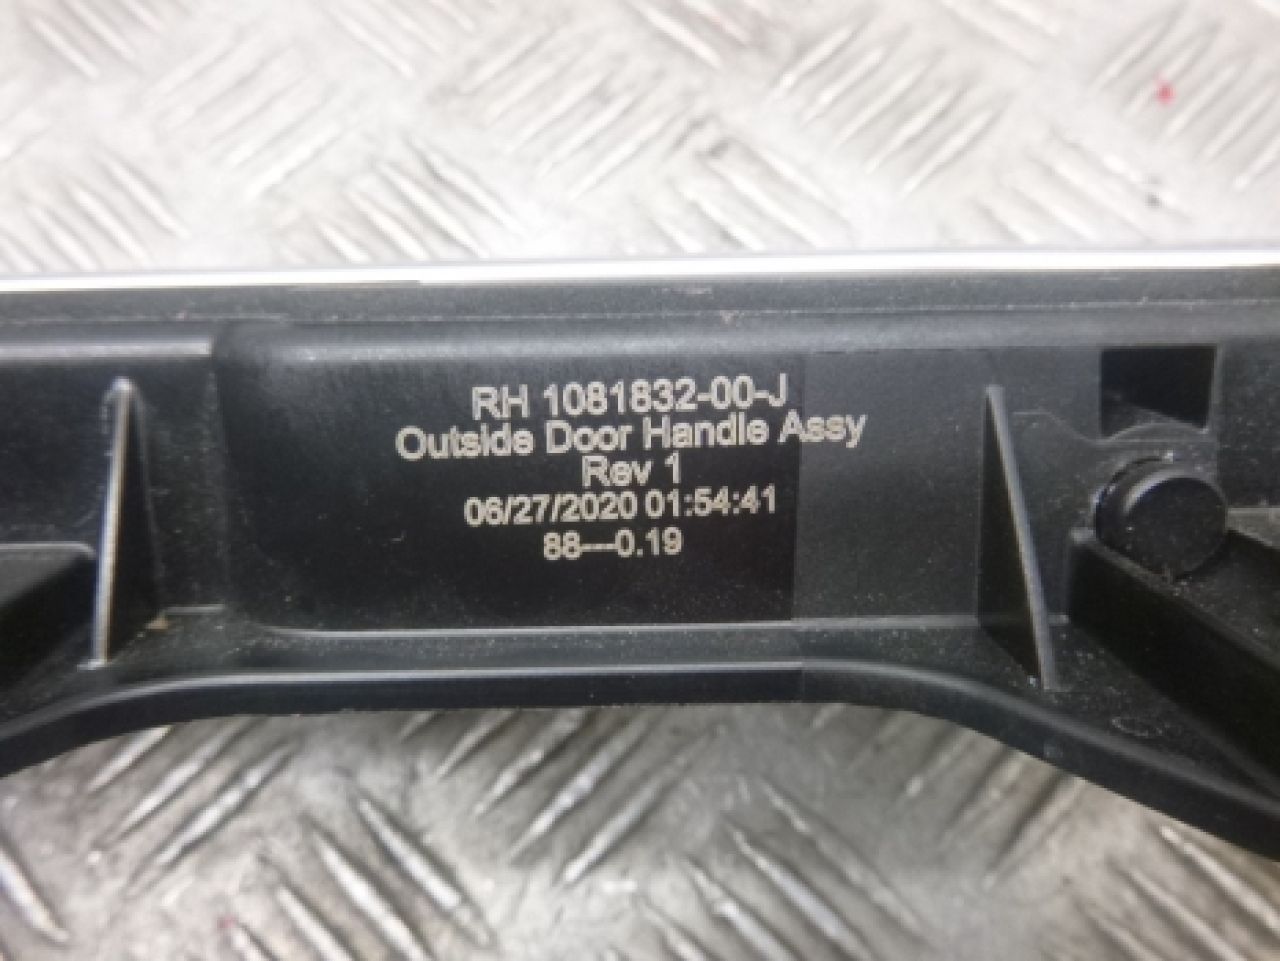 RH 1081832-00-J
Outside Door Handle Assy
Rev 1
06/27/2020 01:54:41
88---0.19